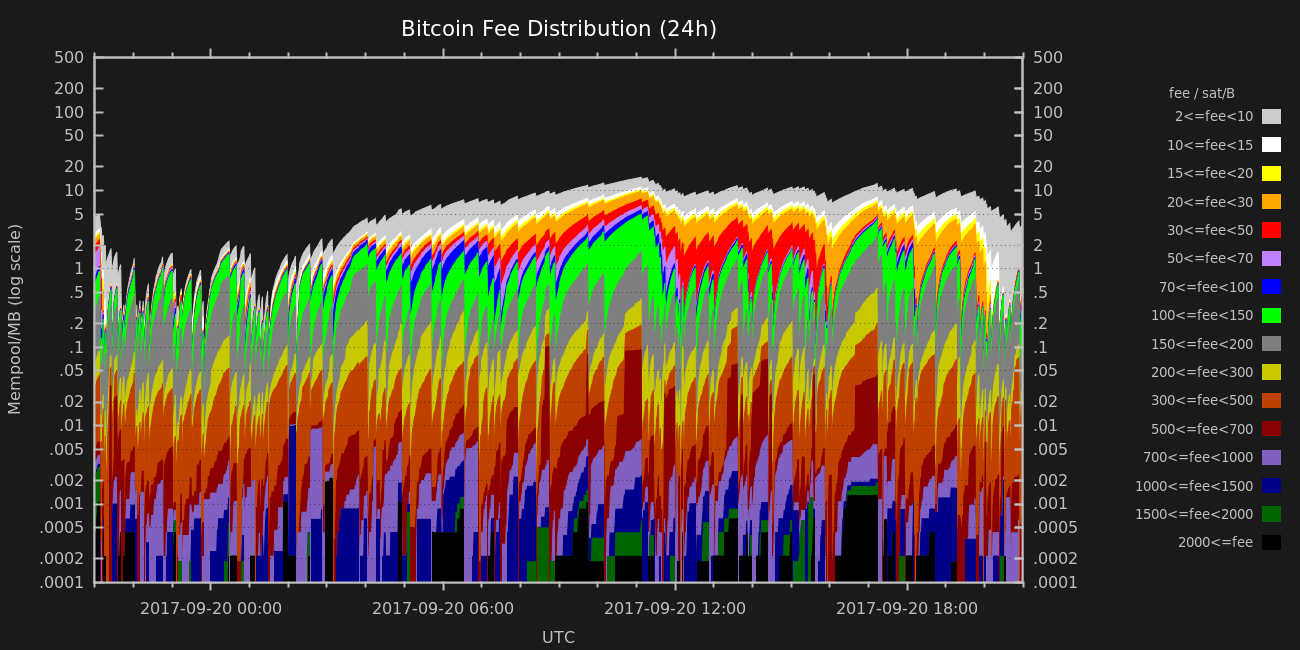 Bitcoin Fee Distribution (24h)
500 500
200 200
100 100
50 50
20 20
10 10
5 5
2 2
1 1
.5 .5
.2 .2
.1 .1
.05 .05
.02 .02
.01 .01
.005 .005
.002 .002
.001 .001
.0005 .0005
.0002 .0002
.0001 .0001
Mempool/MB (log scale)
2017-09-20 00:00 2017-09-20 06:00 2017-09-20 12:00 2017-09-20 18:00
UTC
fee / sat/B
2<=fee<10
10<=fee<15
15<=fee<20
20<=fee<30
30<=fee<50
50<=fee<70
70<=fee<100
100<=fee<150
150<=fee<200
200<=fee<300
300<=fee<500
500<=fee<700
700<=fee<1000
1000<=fee<1500
1500<=fee<2000
2000<=fee